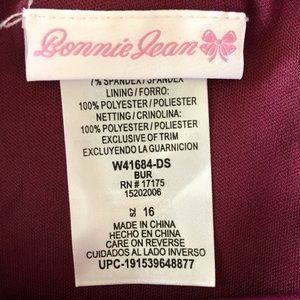 Bonnie Jean
7% SPANDEX/SPANDEX
LINING / FORRO:
100% POLYESTER / POLIESTER
NETTING / CRINOLINA:
100% POLYESTER / POLIESTER
EXCLUSIVE OF TRIM
EXCLUYENDO LA GUARNICION
W41684-DS
BUR
RN # 17175
15202006
SZ 16
MADE IN CHINA
HECHO EN CHINA
CARE ON REVERSE
CUIDADOS AL LADO INVERSO
UPC-191539648877